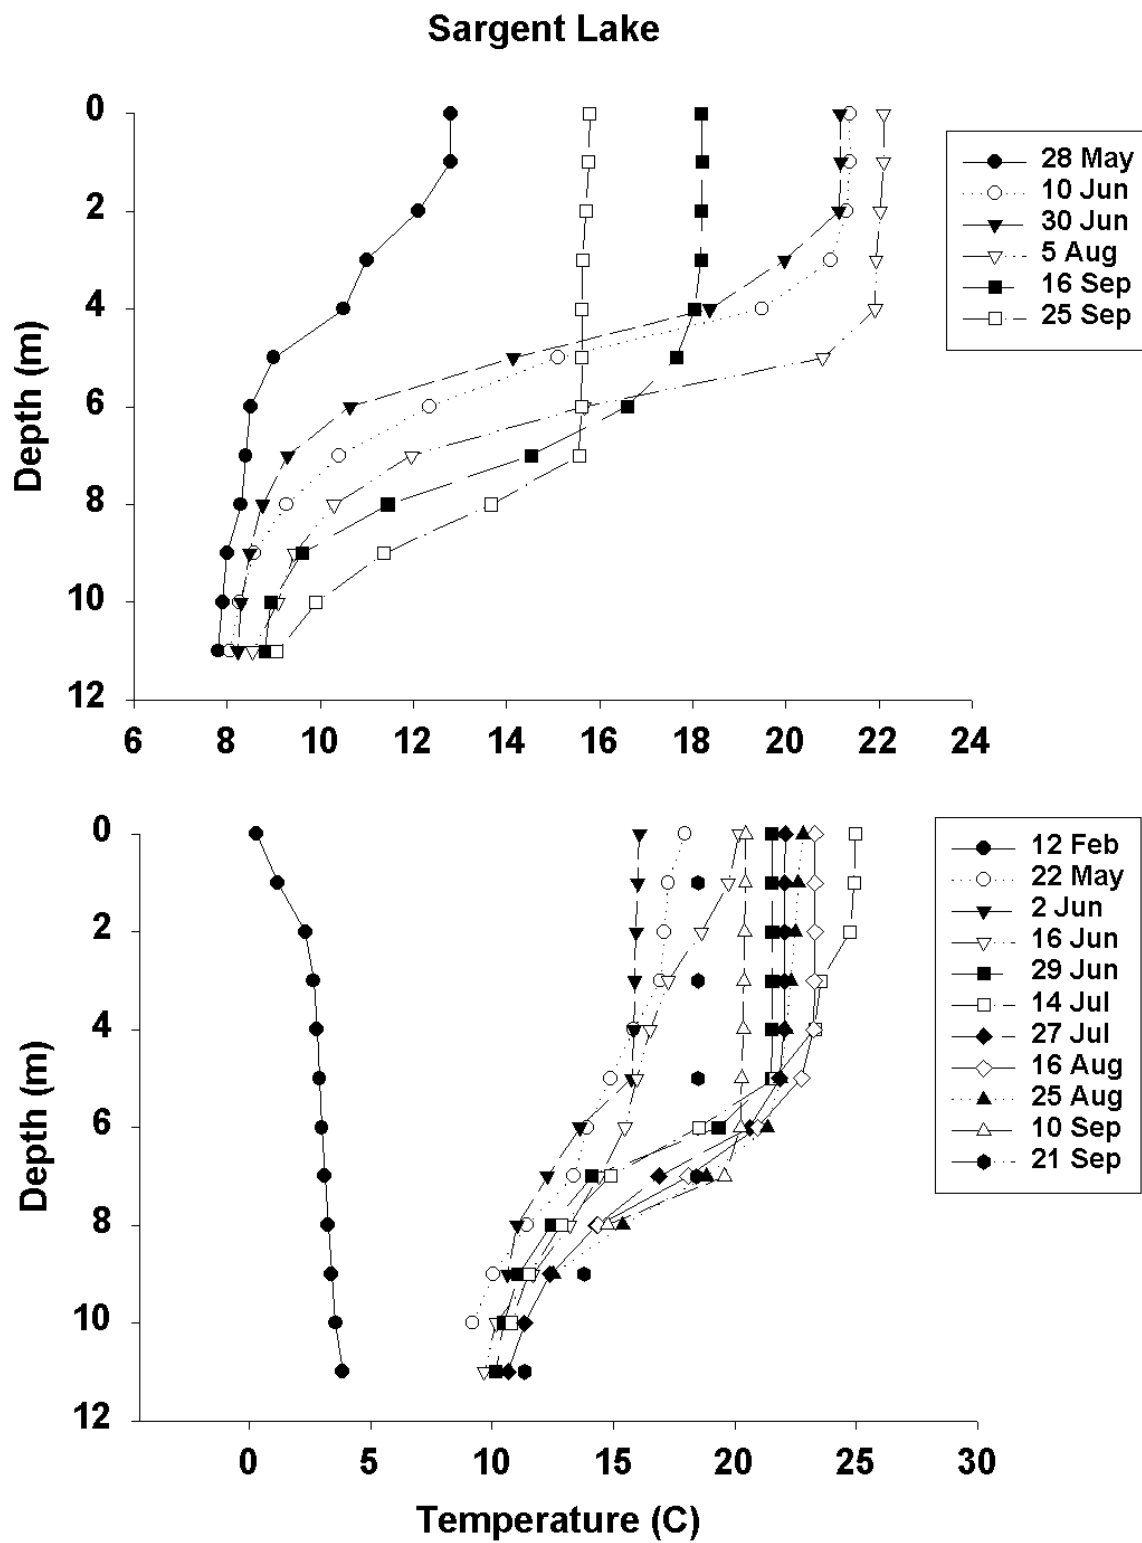 Sargent Lake
0
2
4
6
8
10
12
Depth (m)
6 8 10 12 14 16 18 20 22 24
28 May
10 Jun
30 Jun
5 Aug
16 Sep
25 Sep
0
2
4
6
8
10
12
Depth (m)
0 5 10 15 20 25 30
Temperature (C)
12 Feb
22 May
2 Jun
16 Jun
29 Jun
14 Jul
27 Jul
16 Aug
25 Aug
10 Sep
21 Sep